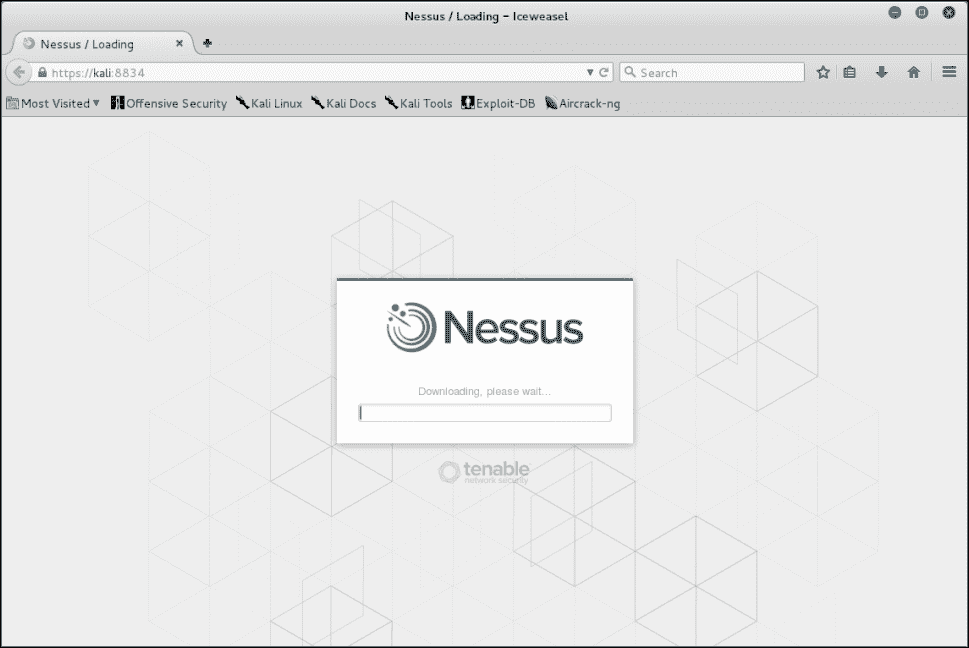 Nessus / Loading - Iceweasel
Nessus / Loading
https://kali:8834
Search
Most Visited
Offensive Security
Kali Linux
Kali Docs
Kali Tools
Exploit-DB
Aircrack-ng
Nessus
Downloading, please wait...
tenable
network security